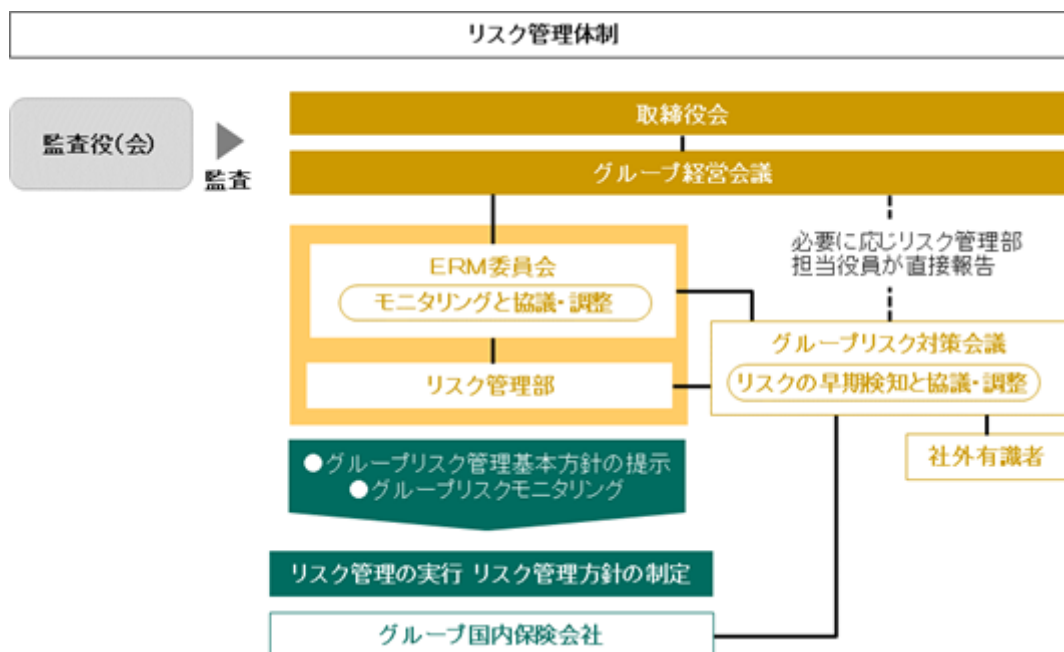 リスク管理体制
監査役(会)
監査
取締役会
グループ経営会議
必要に応じリスク管理部
担当役員が直接報告
ERM委員会
モニタリングと協議・調整
リスク管理部
グループリスク対策会議
リスクの早期検知と協議・調整
社外有識者
●グループリスク管理基本方針の提示
●グループリスクモニタリング
リスク管理の実行 リスク管理方針の制定
グループ国内保険会社